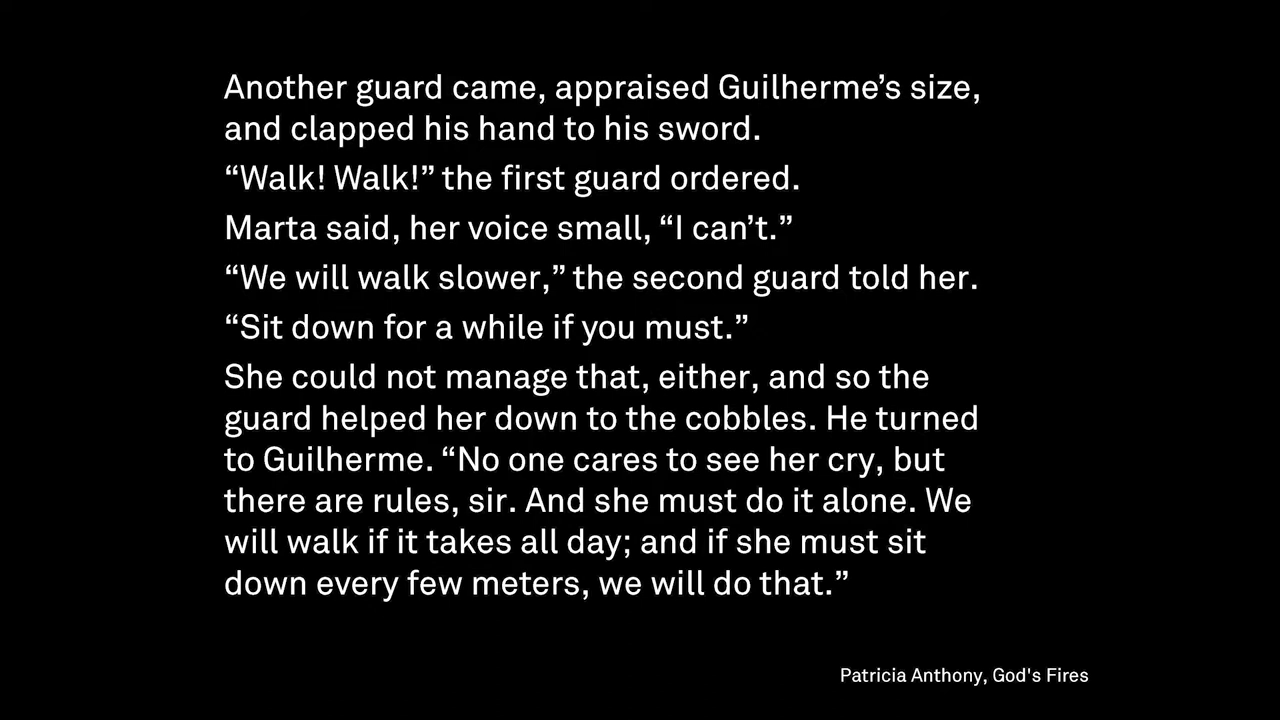 Another guard came, appraised Guilherme’s size,
and clapped his hand to his sword.
“Walk! Walk!” the first guard ordered.
Marta said, her voice small, “I can’t.”
“We will walk slower,” the second guard told her.
“Sit down for a while if you must.”
She could not manage that, either, and so the
guard helped her down to the cobbles. He turned
to Guilherme. “No one cares to see her cry, but
there are rules, sir. And she must do it alone. We
will walk if it takes all day; and if she must sit
down every few meters, we will do that.”
Patricia Anthony, God's Fires